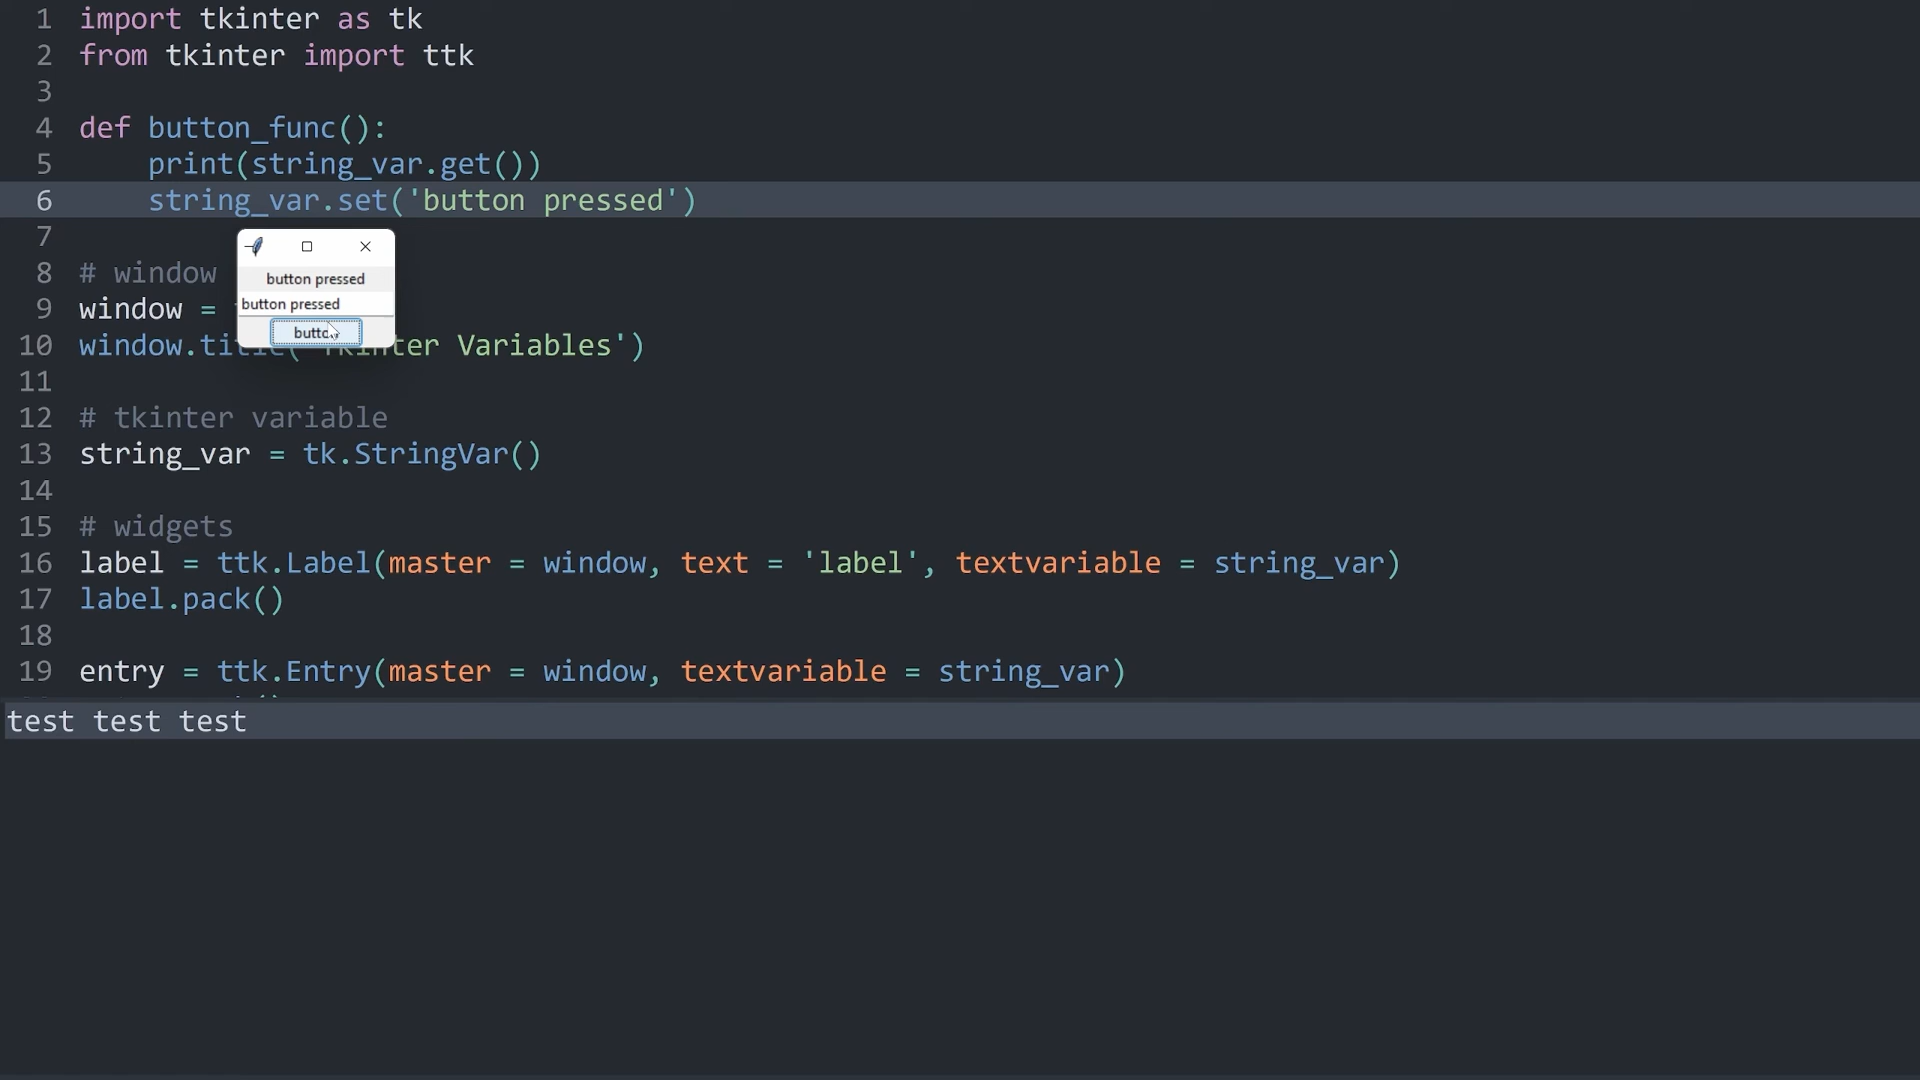 1 import tkinter as tk
2 from tkinter import ttk
3
4 def button_func():
5     print(string_var.get())
6     string_var.set('button pressed')
7
8 # window
9 window =
10 window.title( Tkinter Variables')
11
12 # tkinter variable
13 string_var = tk.StringVar()
14
15 # widgets
16 label = ttk.Label(master = window, text = 'label', textvariable = string_var)
17 label.pack()
18
19 entry = ttk.Entry(master = window, textvariable = string_var)
button pressed
button pressed
button
test test test